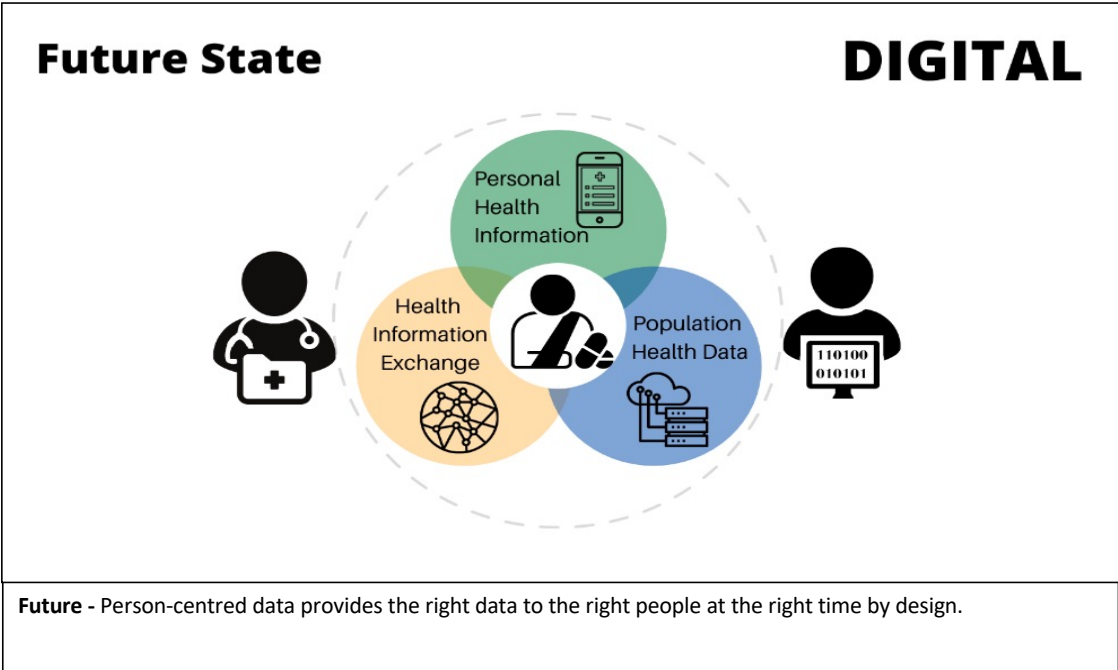 Future State
DIGITAL
Personal
Health
Information
Health
Information
Exchange
Population
Health Data
110100
010101
Future - Person-centred data provides the right data to the right people at the right time by design.